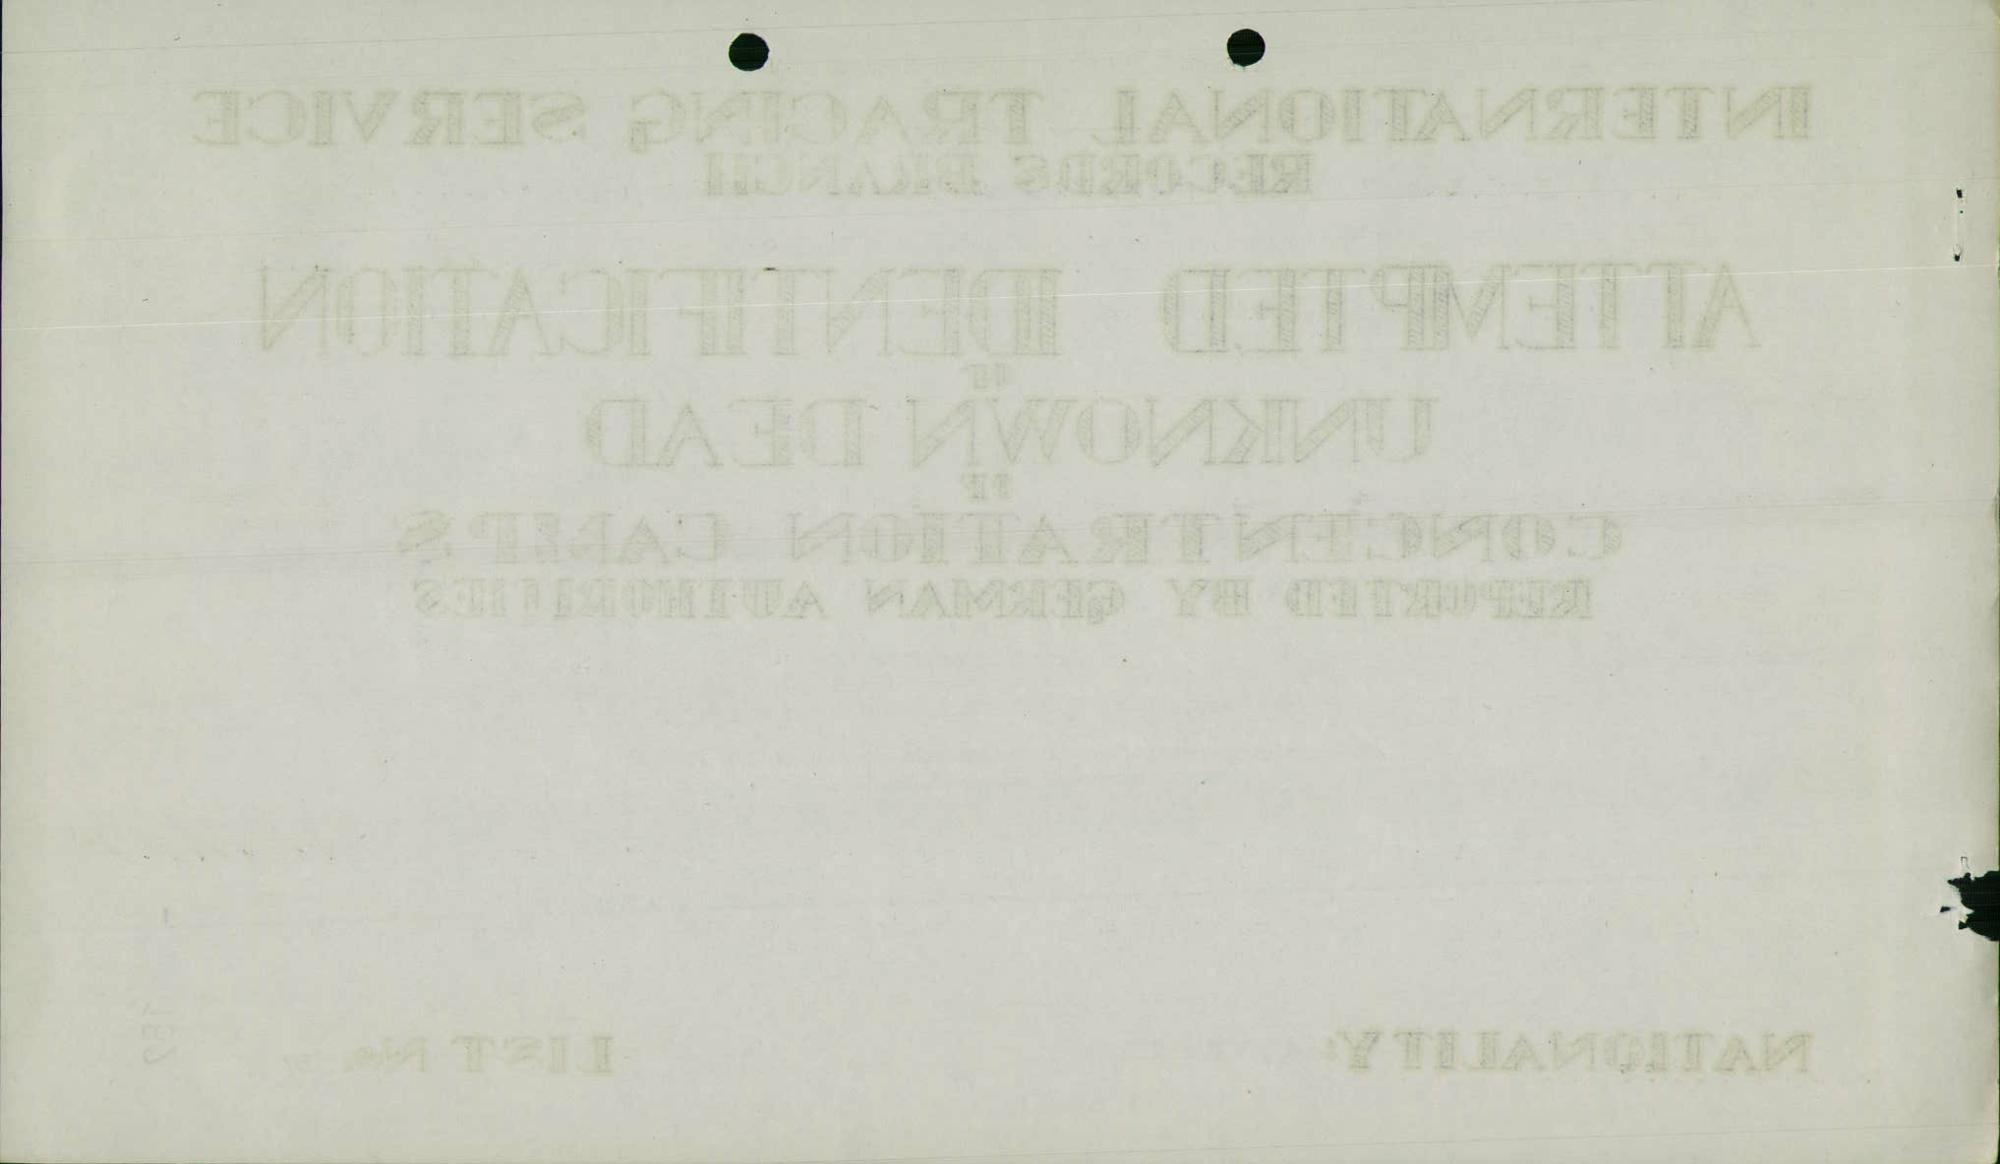 INTERNATIONAL TRACING SERVICE
RECORDS BRANCH
ATTEMPTED IDENTIFICATION
OF
UNKNOWN DEAD
OF
CONCENTRATION CAMPS
REPORTED BY GERMAN AUTHORITIES
NATIONALITY: LIST No.